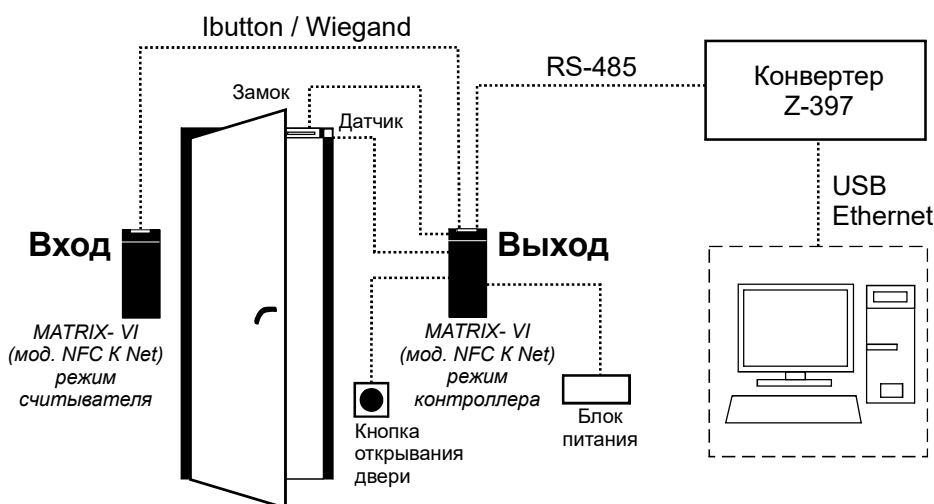 Ibutton / Wiegand
RS-485
Конвертер
Z-397
Замок
Датчик
USB
Ethernet
Вход
Выход
MATRIX- VI
(мод. NFC К Net)
режим
считывателя
MATRIX- VI
(мод. NFC К Net)
режим
контроллера
Кнопка
открывания
двери
Блок
питания